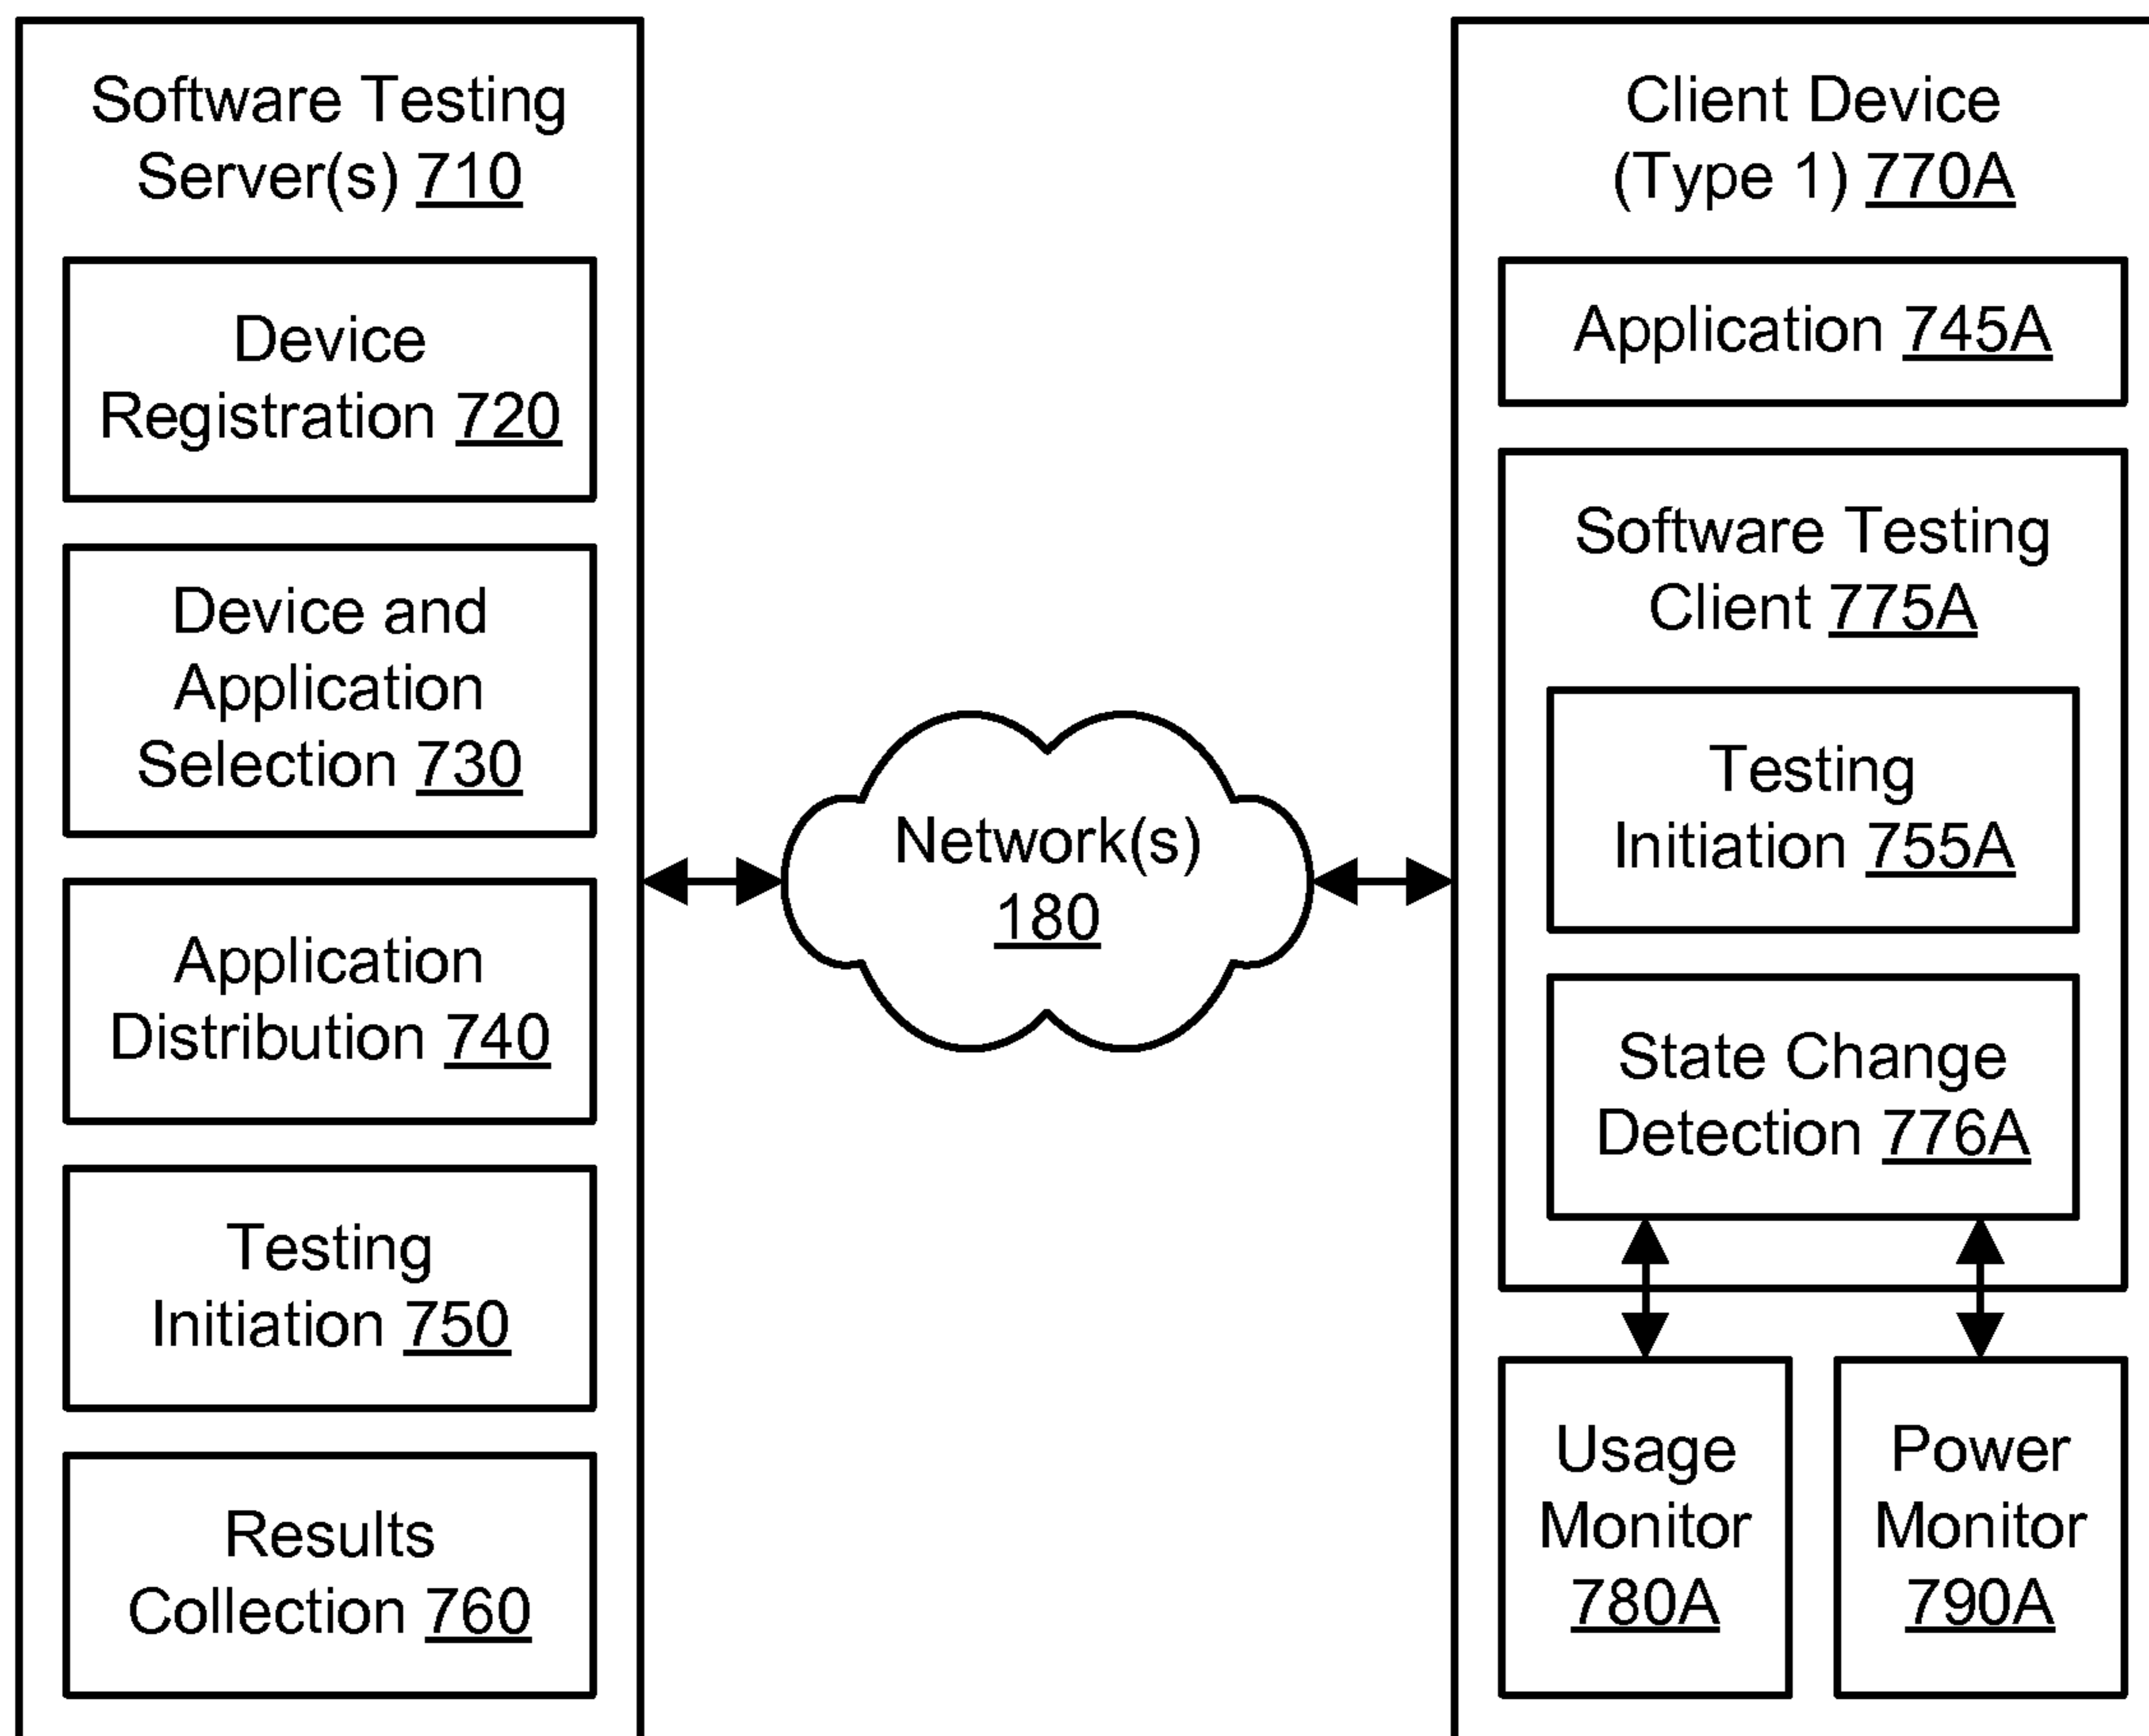 Software Testing
Server(s) 710
Device
Registration 720
Device and
Application
Selection 730
Application
Distribution 740
Testing
Initiation 750
Results
Collection 760
Network(s)
180
Client Device
(Type 1) 770A
Application 745A
Software Testing
Client 775A
Testing
Initiation 755A
State Change
Detection 776A
Usage
Monitor
780A
Power
Monitor
790A